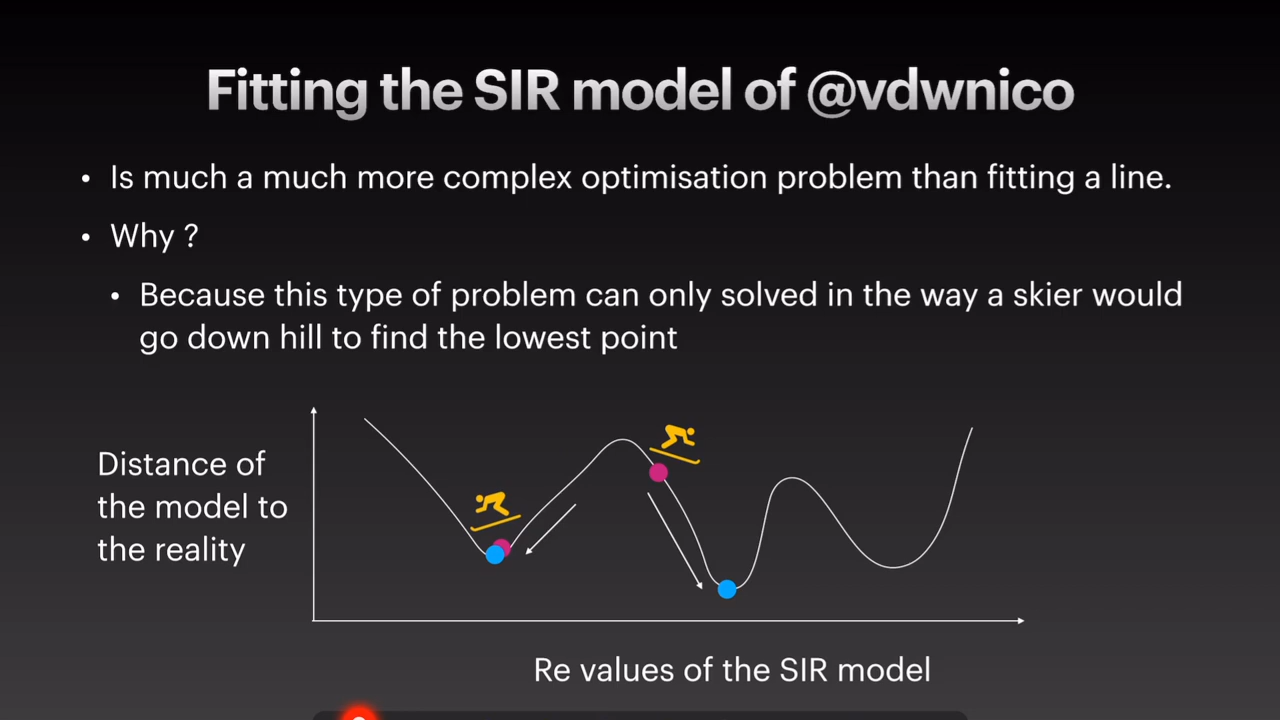 Fitting the SIR model of @vdwnico
• Is much a much more complex optimisation problem than fitting a line.
• Why ?
• Because this type of problem can only solved in the way a skier would
go down hill to find the lowest point
Distance of
the model to
the reality
Re values of the SIR model